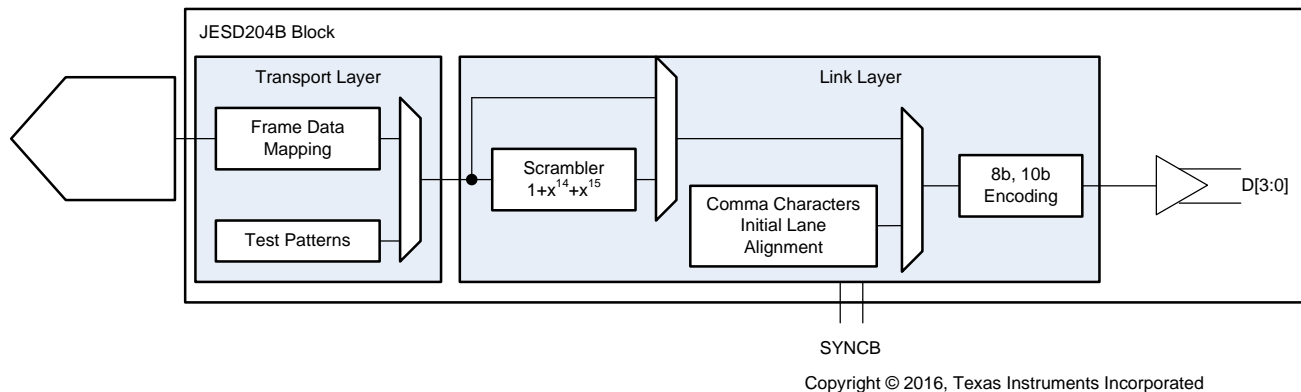 JESD204B Block
Transport Layer
Frame Data
Mapping
Test Patterns
Link Layer
Scrambler
1+x¹⁴+x¹⁵
Comma Characters
Initial Lane
Alignment
8b, 10b
Encoding
D[3:0]
SYNCB
Copyright © 2016, Texas Instruments Incorporated